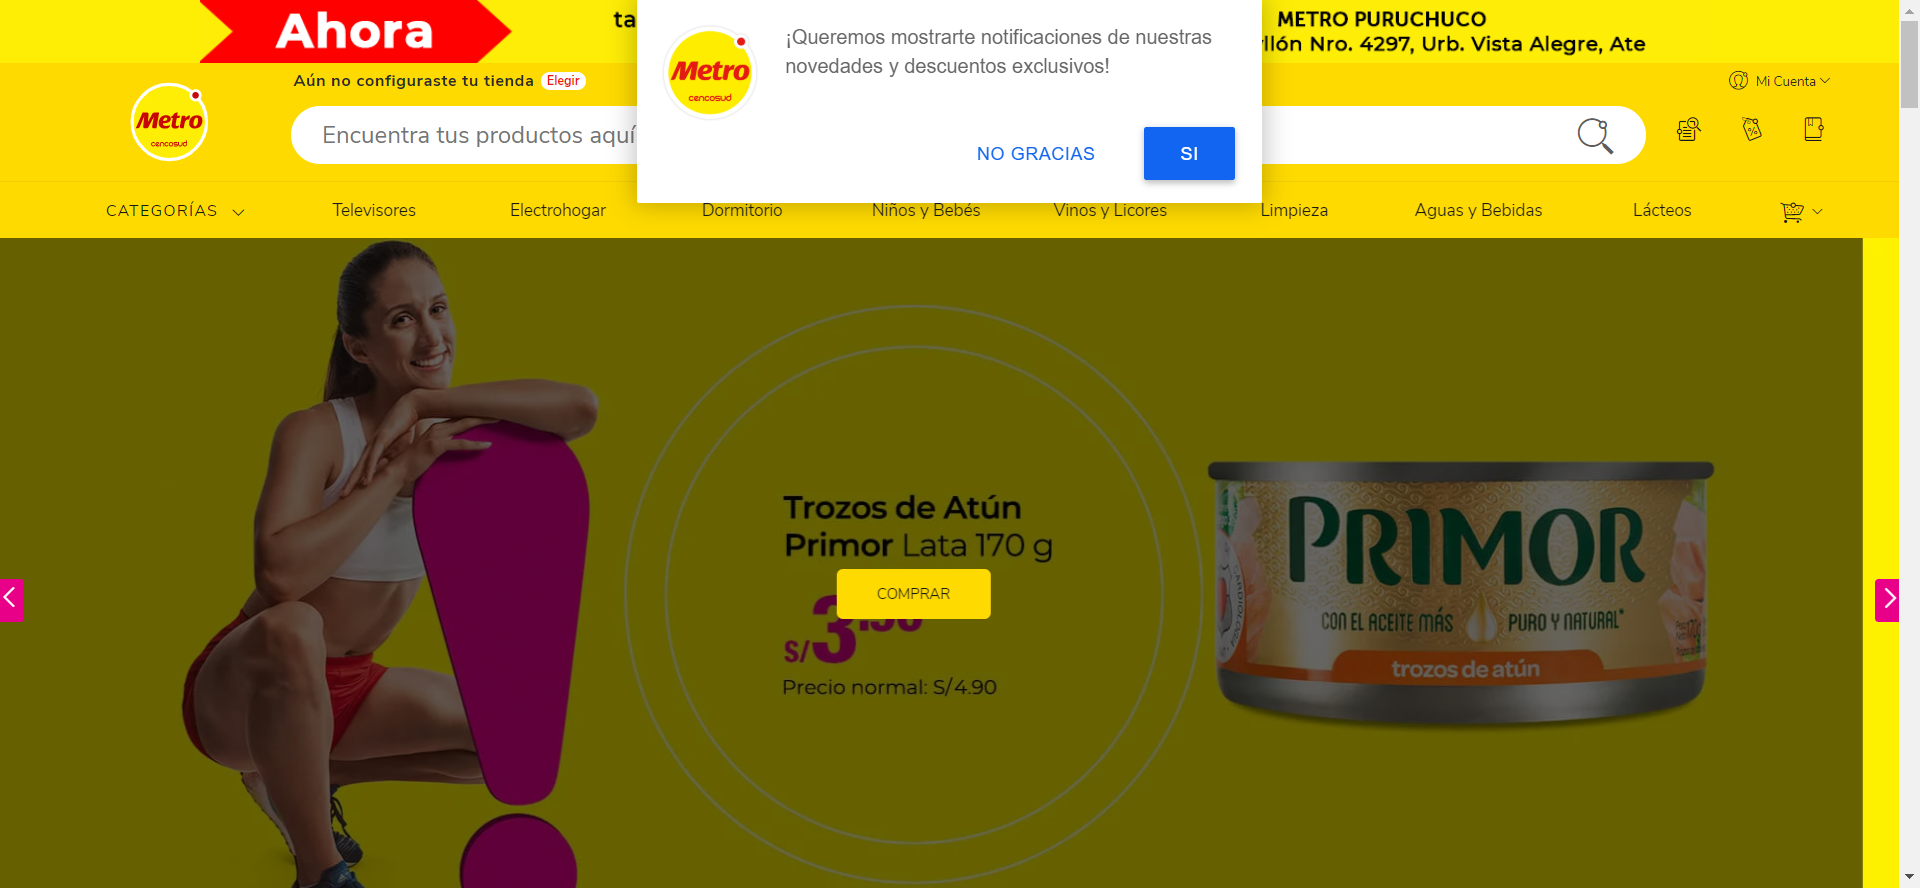 Ahora
ta
METRO PURUCHUCO
llón Nro. 4297, Urb. Vista Alegre, Ate
¡Queremos mostrarte notificaciones de nuestras
novedades y descuentos exclusivos!
Metro
cencosud
NO GRACIAS
SI
Aún no configuraste tu tienda Elegir
Mi Cuenta
Metro
cencosud
Encuentra tus productos aquí
CATEGORÍAS
Televisores
Electrohogar
Dormitorio
Niños y Bebés
Vinos y Licores
Limpieza
Aguas y Bebidas
Lácteos
Trozos de Atún
Primor Lata 170 g
COMPRAR
S/3
Precio normal: S/4.90
PRIMOR
CON EL ACEITE MÁS PURO Y NATURAL*
trozos de atún